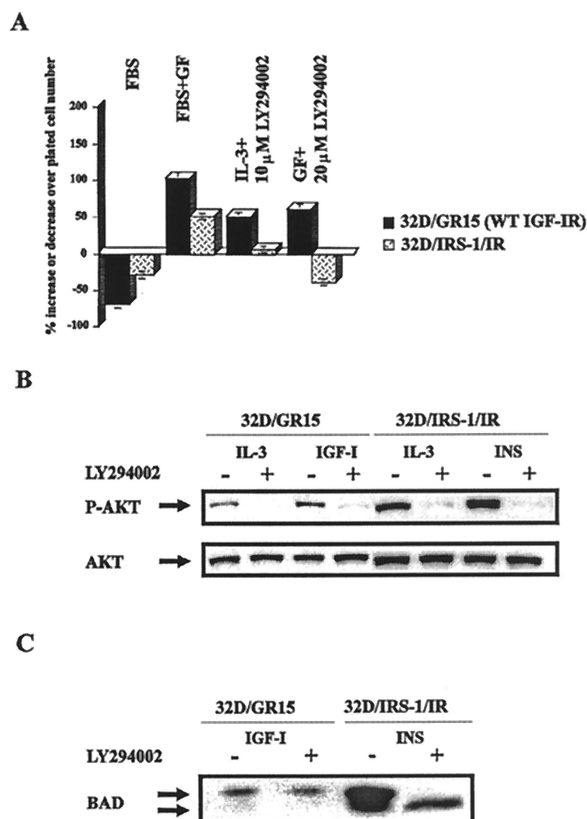 A
% increase or decrease over plated cell number
200
150
100
50
0
-50
-100
FBS
FBS+GF
IL-3+
10 µM LY294002
GF+
20 µM LY294002
32D/GR15 (WT IGF-IR)
32D/IRS-1/IR
B
32D/GR15 32D/IRS-1/IR
IL-3 IGF-I IL-3 INS
LY294002 - + - + - + - +
P-AKT
AKT
C
32D/GR15 32D/IRS-1/IR
IGF-I INS
LY294002 - + - +
BAD